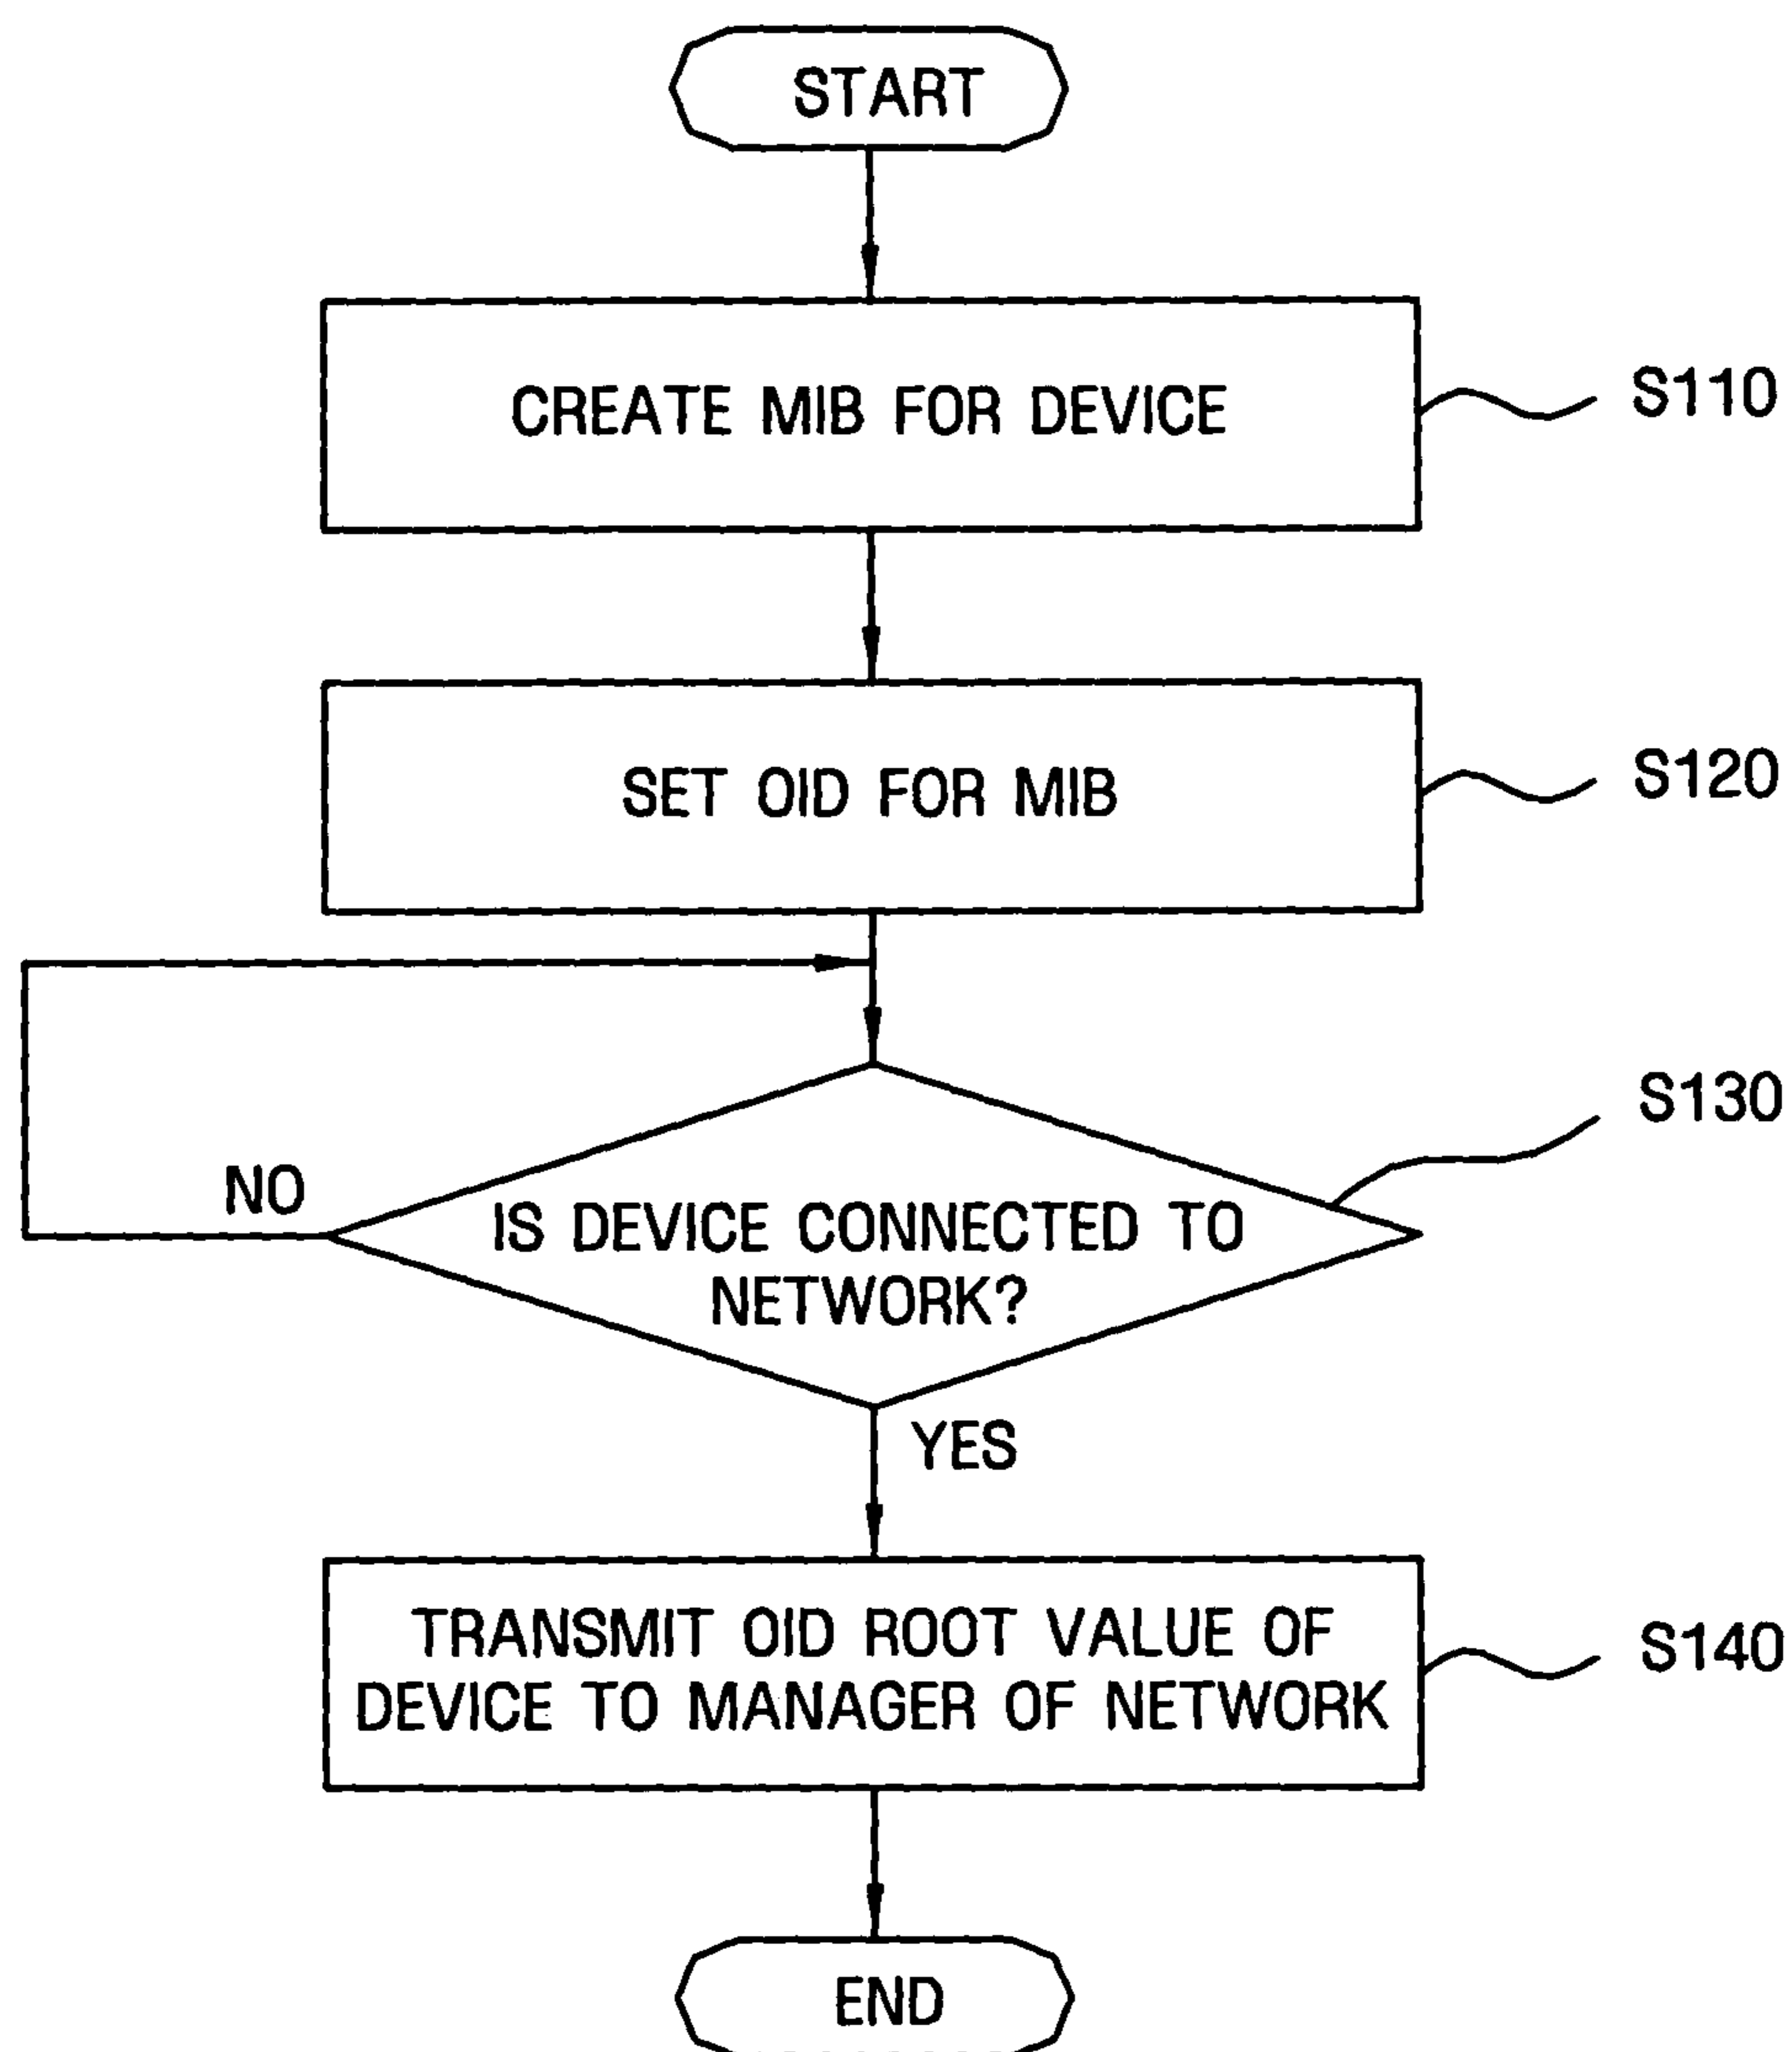 START
CREATE MIB FOR DEVICE
S110
SET OID FOR MIB
S120
S130
NO
IS DEVICE CONNECTED TO
NETWORK?
YES
TRANSMIT OID ROOT VALUE OF
DEVICE TO MANAGER OF NETWORK
S140
END